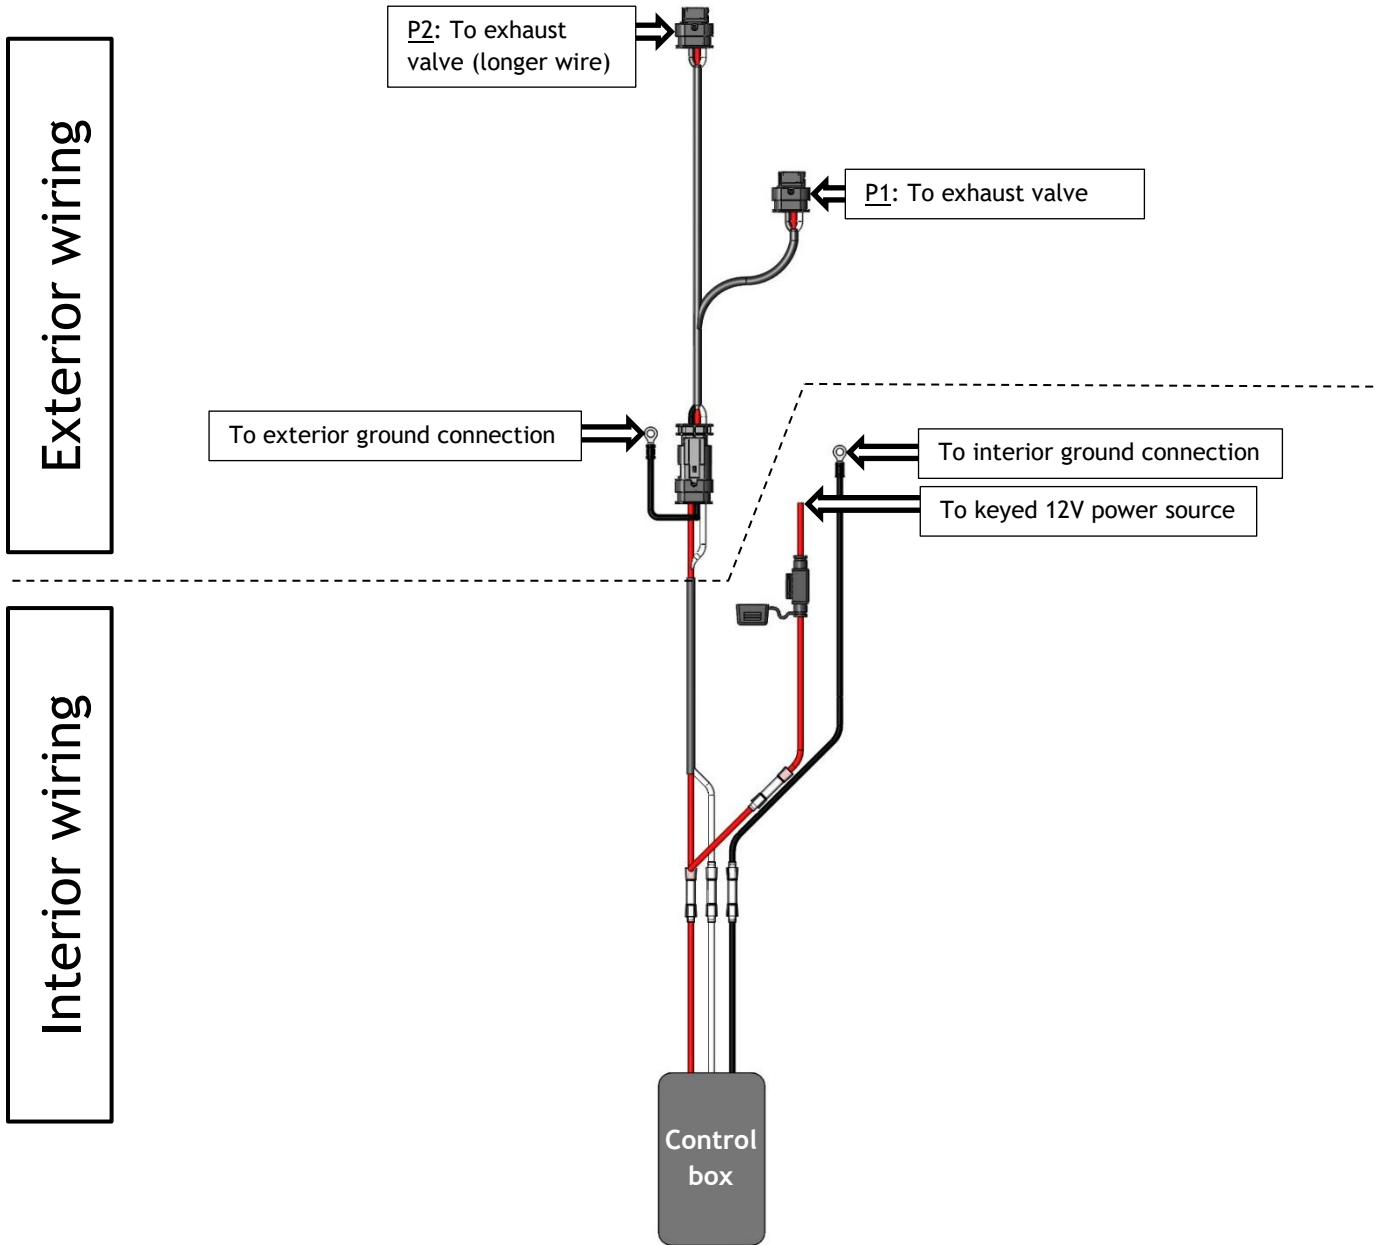 P2: To exhaust
valve (longer wire)
Exterior wiring
P1: To exhaust valve
To exterior ground connection
To interior ground connection
To keyed 12V power source
Interior wiring
Control
box